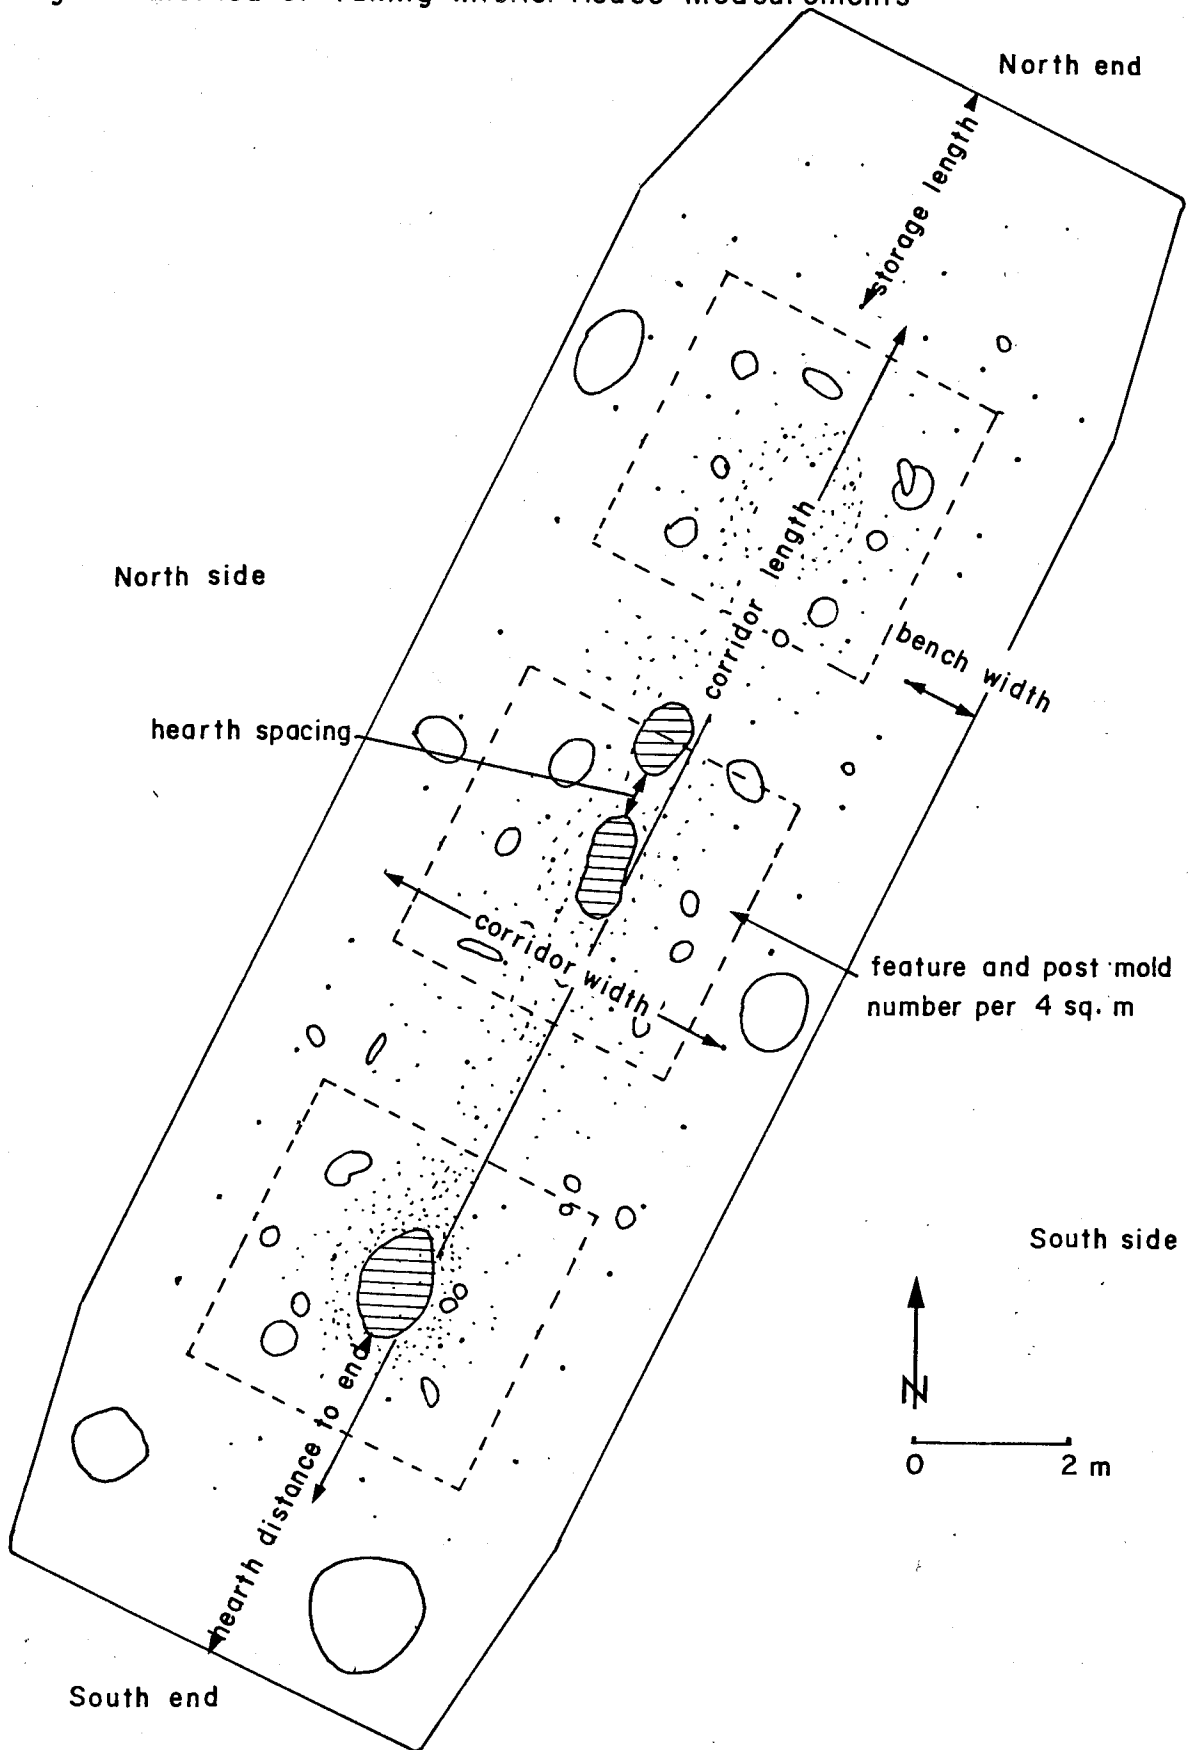 North end
storage length
North side
corridor length
bench width
hearth spacing
corridor width
feature and post mold
number per 4 sq. m
South side
N
0 2 m
hearth distance to end
South end